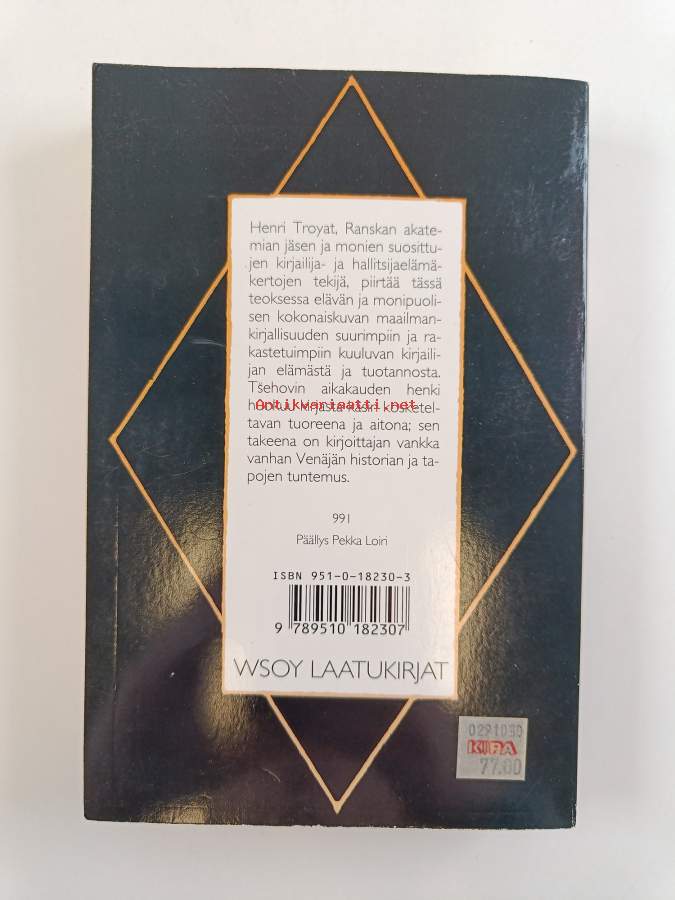 Henri Troyat, Ranskan akate-
mian jäsen ja monien suosittu-
jen kirjailija- ja hallitsijaelämä-
kertojen tekijä, piirtää tässä
teoksessa elävän ja monipuoli-
sen kokonaiskuvan maailman-
kirjallisuuden suurimpiin ja ra-
kastetuimpiin kuuluvan kirjaili-
jan elämästä ja tuotannosta.
Tšehovin aikakauden henki
Antikvariaatti.net
kirjasta käsin kosketel-
tavan tuoreena ja aitona; sen
takeena on kirjoittajan vankka
vanhan Venäjän historian ja ta-
pojen tuntemus.
991
Päällys Pekka Loiri
ISBN 951-0-18230-3
9 789510 182307
WSOY LAATUKIRJAT
0291030
KIRA
77.00